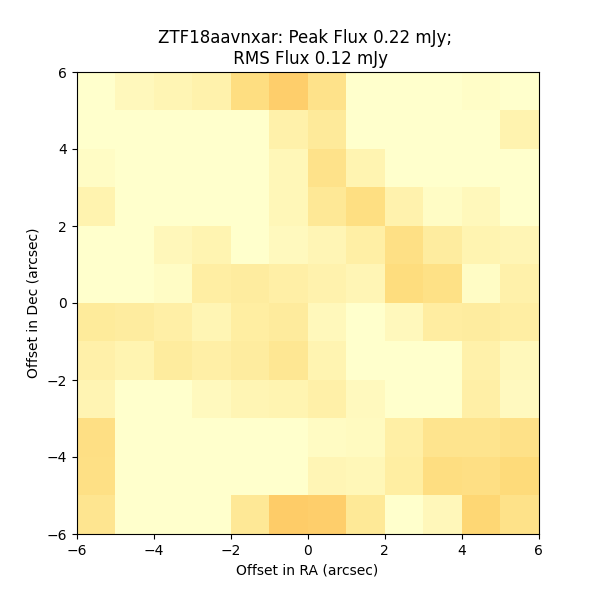 ZTF18aavnxar: Peak Flux 0.22 mJy;
RMS Flux 0.12 mJy
6
4
2
0
−2
−4
−6
Offset in Dec (arcsec)
−6 −4 −2 0 2 4 6
Offset in RA (arcsec)